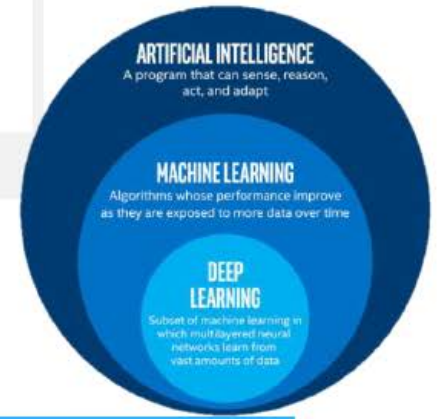 ARTIFICIAL INTELLIGENCE
A program that can sense, reason,
act, and adapt
MACHINE LEARNING
Algorithms whose performance improve
as they are exposed to more data over time
DEEP
LEARNING
Subset of machine learning in
which multilayered neural
networks learn from
vast amounts of data